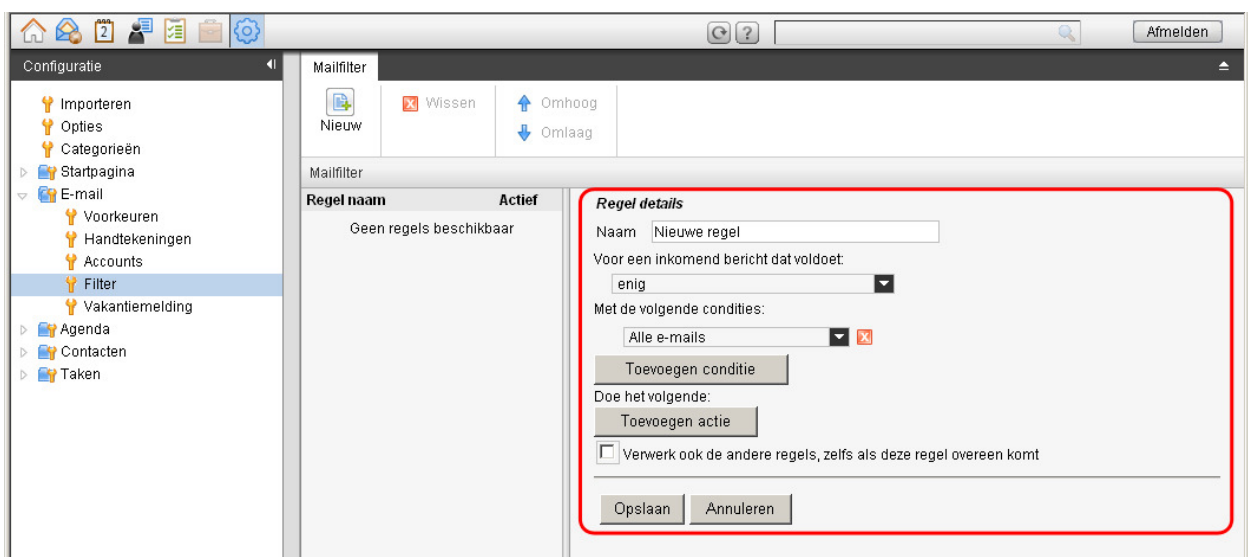 2
?
Afmelden
Configuratie
Importeren
Opties
Categorieën
Startpagina
E-mail
Voorkeuren
Handtekeningen
Accounts
Filter
Vakantiemelding
Agenda
Contacten
Taken
Mailfilter
Nieuw
Wissen
Omhoog
Omlaag
Mailfilter
Regel naam Actief
Geen regels beschikbaar
Regel details
Naam Nieuwe regel
Voor een inkomend bericht dat voldoet:
enig
Met de volgende condities:
Alle e-mails
Toevoegen conditie
Doe het volgende:
Toevoegen actie
Verwerk ook de andere regels, zelfs als deze regel overeen komt
Opslaan Annuleren